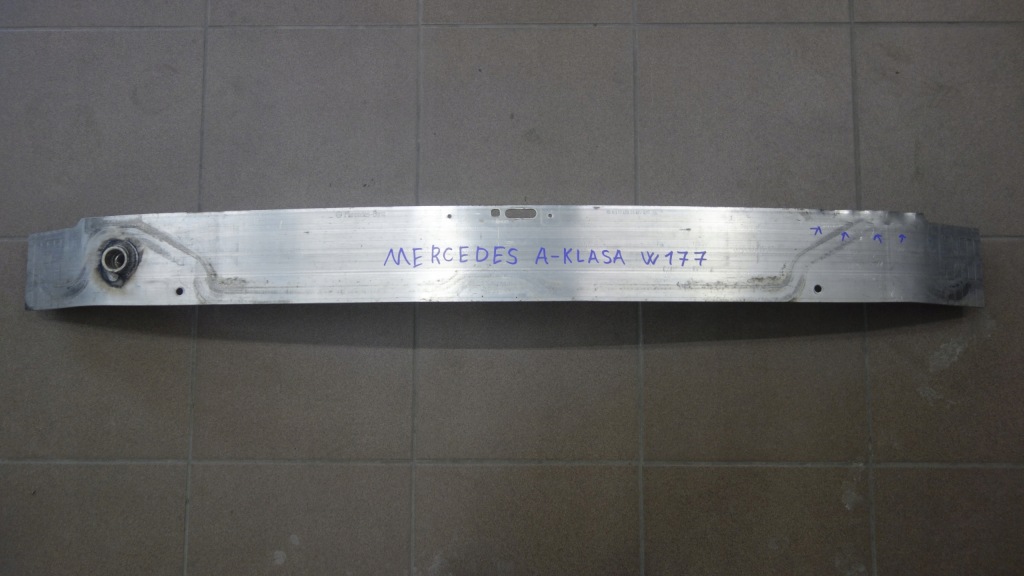 MERCEDES A-KLASA W177